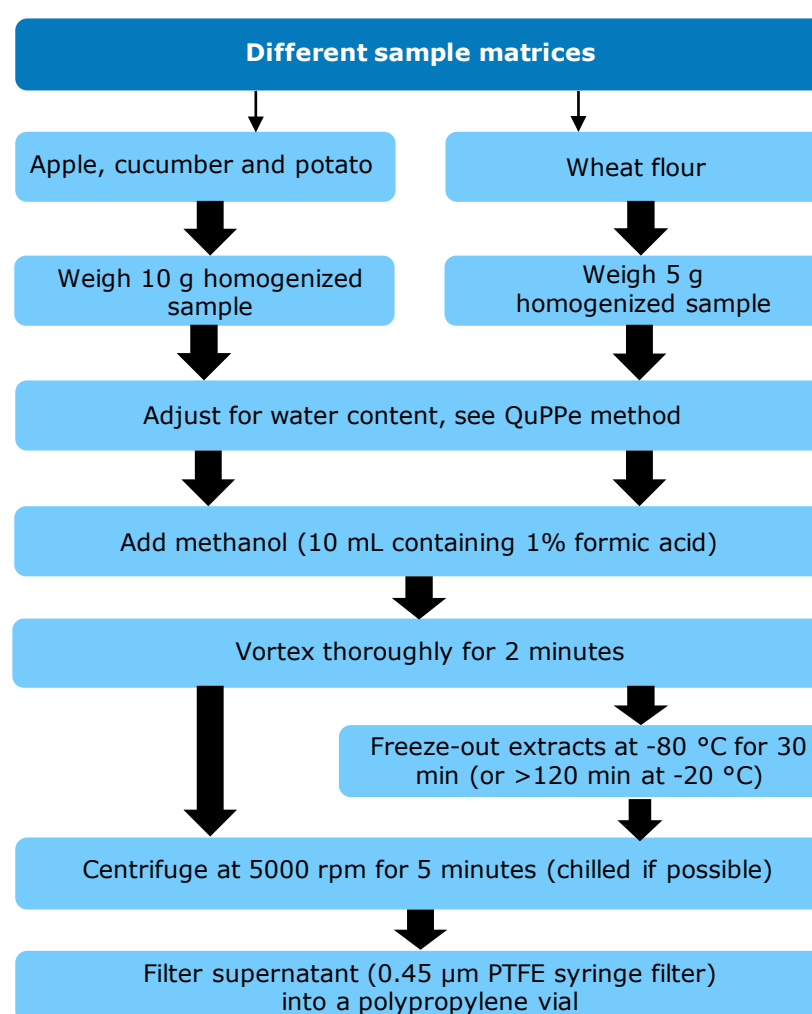 Different sample matrices
Apple, cucumber and potato
Wheat flour
Weigh 10 g homogenized
sample
Weigh 5 g
homogenized sample
Adjust for water content, see QuPPe method
Add methanol (10 mL containing 1% formic acid)
Vortex thoroughly for 2 minutes
Freeze-out extracts at -80 °C for 30
min (or >120 min at -20 °C)
Centrifuge at 5000 rpm for 5 minutes (chilled if possible)
Filter supernatant (0.45 µm PTFE syringe filter)
into a polypropylene vial